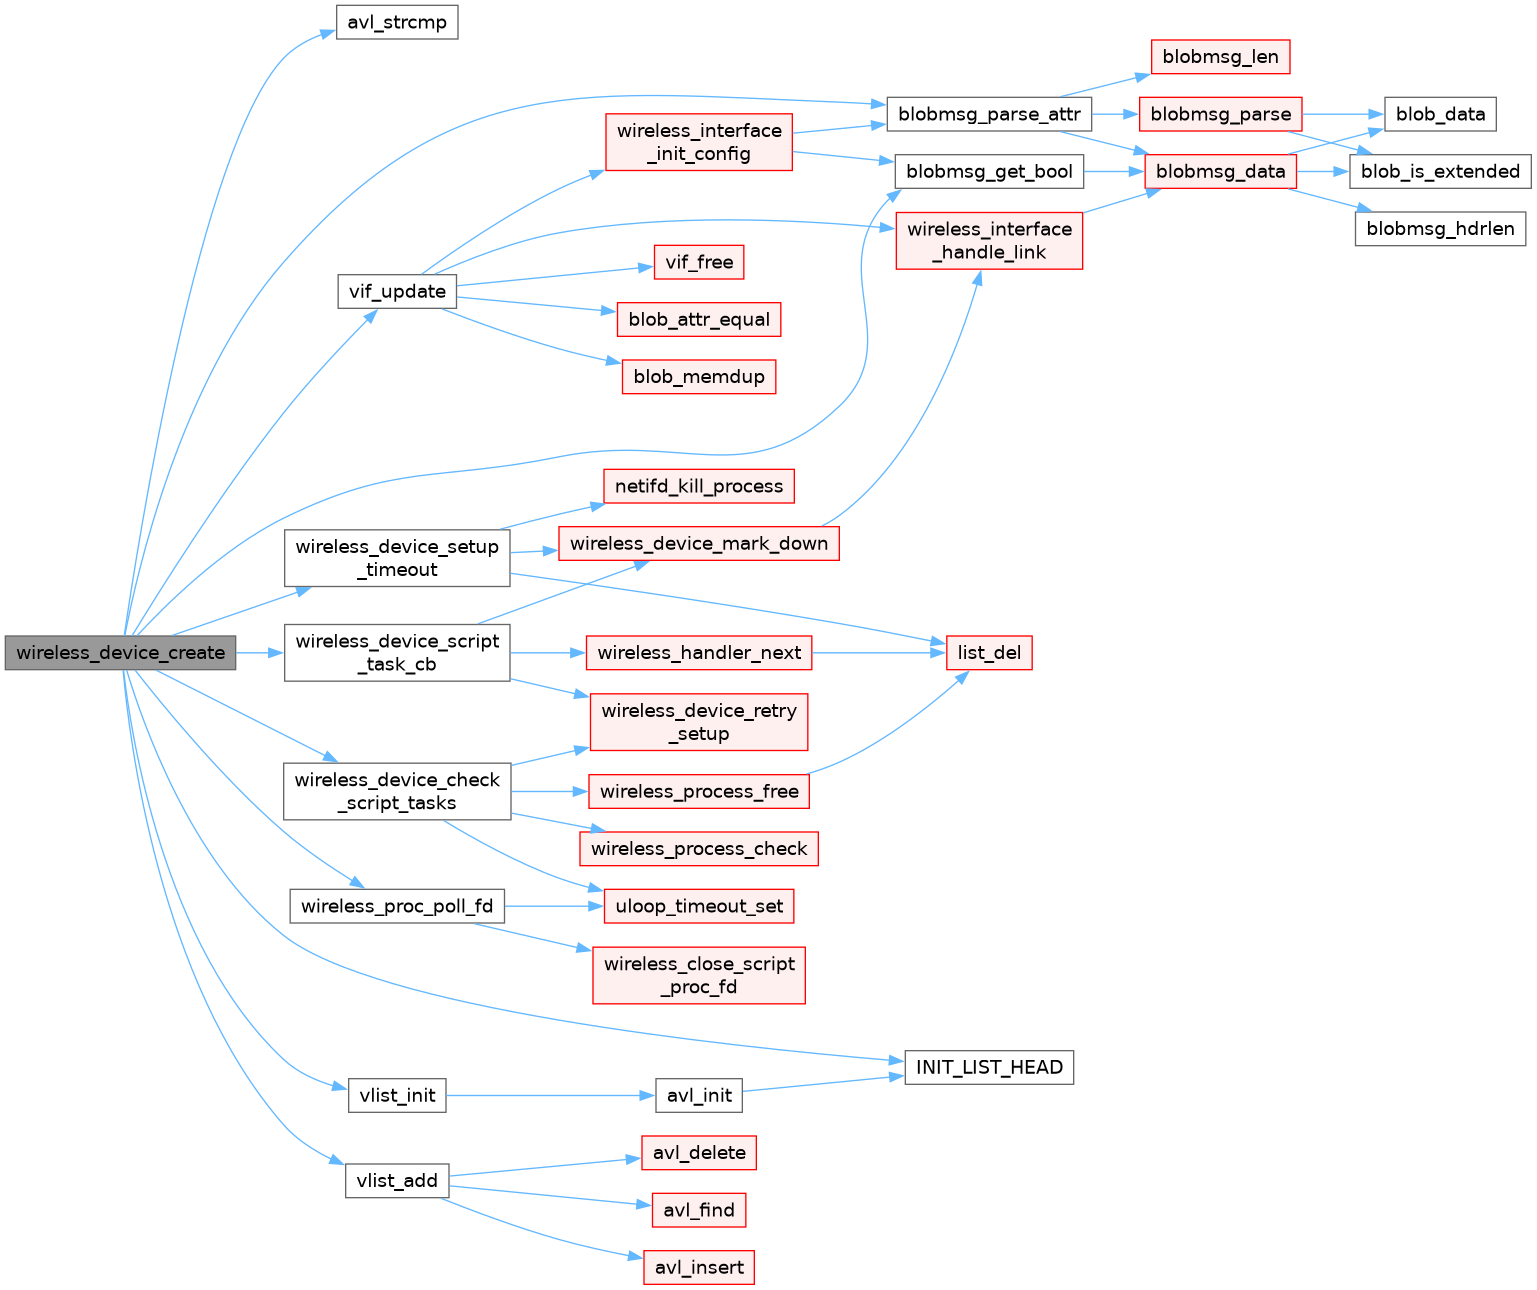 avl_strcmp
blobmsg_len
blobmsg_parse_attr
blobmsg_parse
blob_data
wireless_interface
_init_config
blobmsg_get_bool
blobmsg_data
blob_is_extended
wireless_interface
_handle_link
blobmsg_hdrlen
vif_free
vif_update
blob_attr_equal
blob_memdup
netifd_kill_process
wireless_device_setup
_timeout
wireless_device_mark_down
wireless_device_create
wireless_device_script
_task_cb
wireless_handler_next
list_del
wireless_device_retry
_setup
wireless_device_check
_script_tasks
wireless_process_free
wireless_process_check
wireless_proc_poll_fd
uloop_timeout_set
wireless_close_script
_proc_fd
INIT_LIST_HEAD
vlist_init
avl_init
avl_delete
vlist_add
avl_find
avl_insert